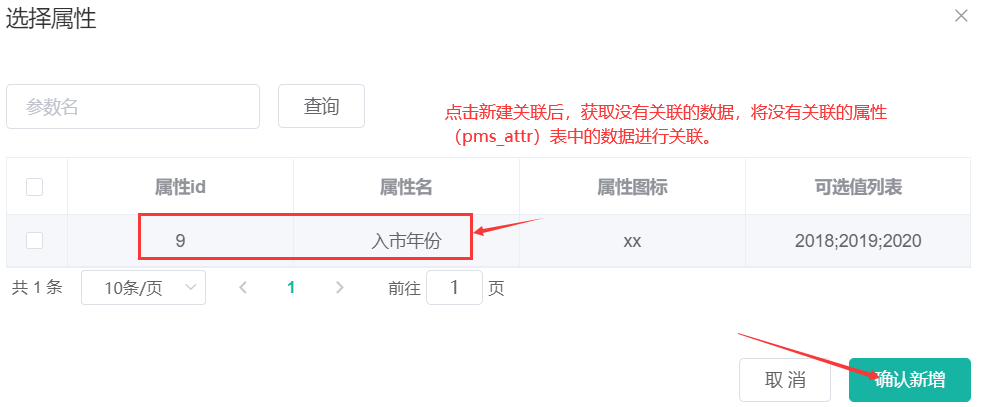 选择属性
参数名 查询
点击新建关联后，获取没有关联的数据，将没有关联的属性
（pms_attr）表中的数据进行关联。
属性id 属性名 属性图标 可选值列表
9 入市年份 xx 2018;2019;2020
共 1 条 10条/页 1 前往 1 页
取 消 确认新增